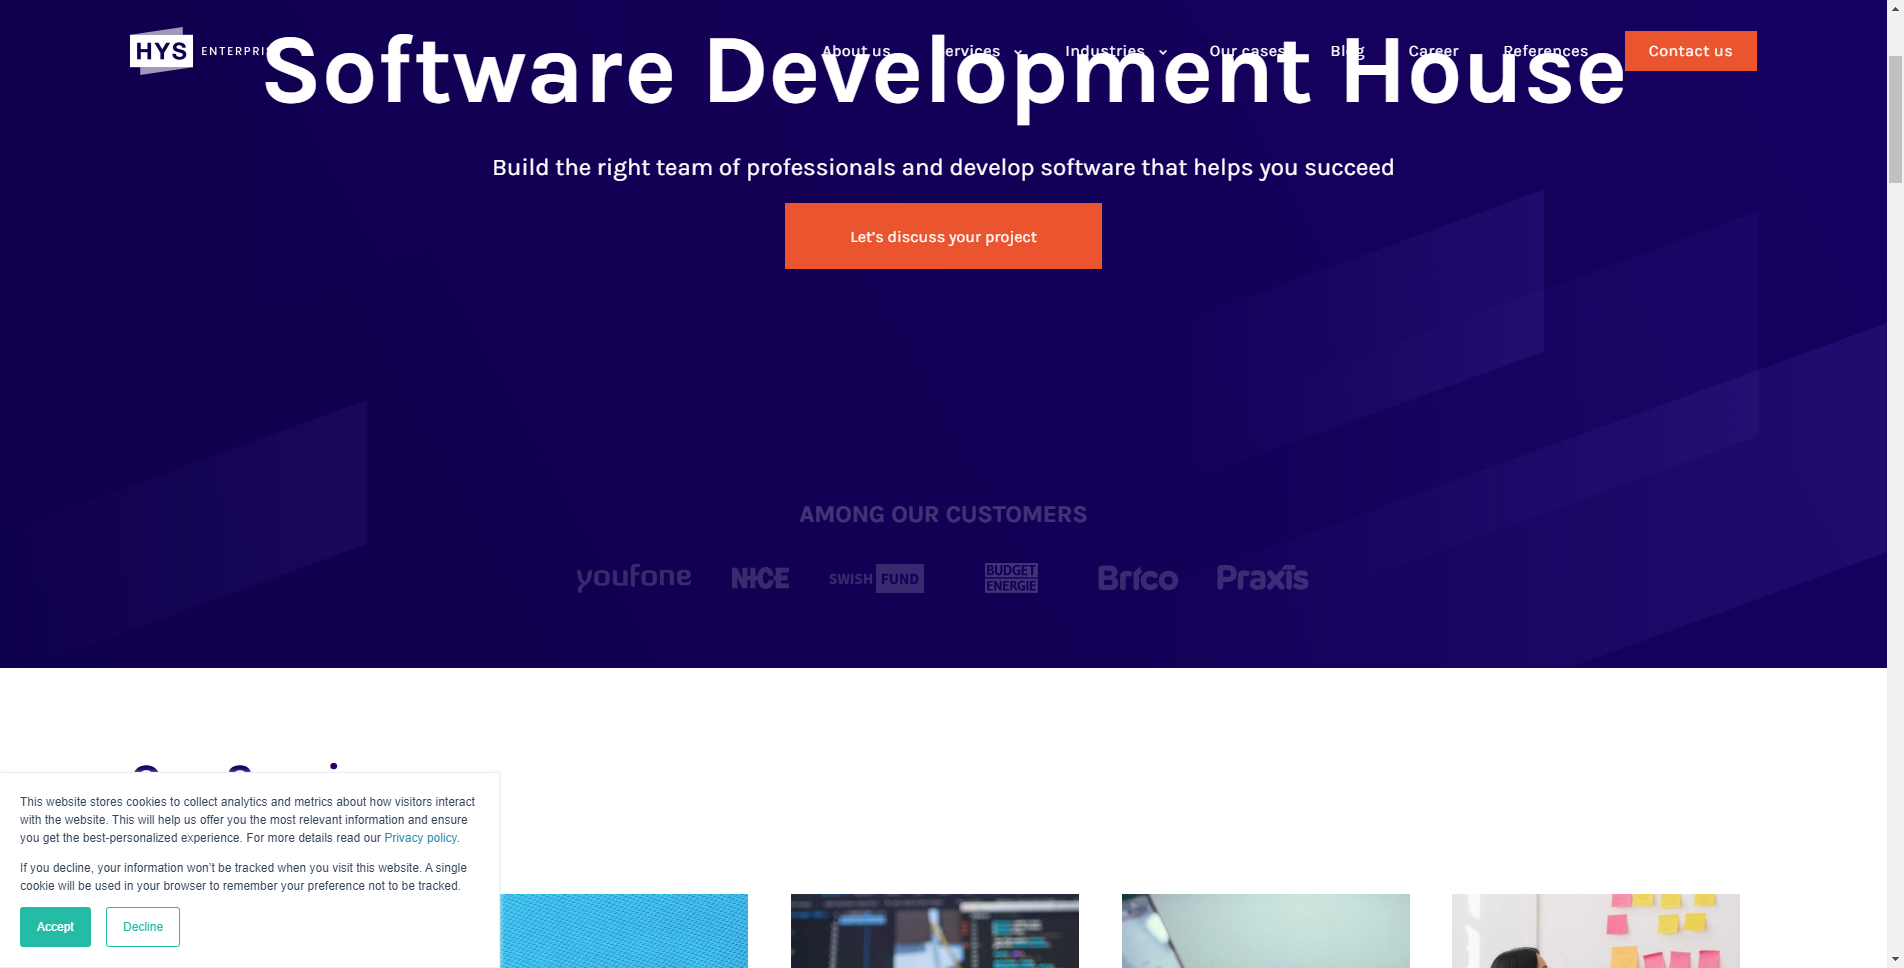 HYS ENTERPRISE
About us
Services
Industries
Our cases
Blog
Career
References
Contact us
Software Development House
Build the right team of professionals and develop software that helps you succeed
Let's discuss your project
AMONG OUR CUSTOMERS
youfone
NICE
SWISH FUND
BUDGET
ENERGIE
Brico
Praxis
This website stores cookies to collect analytics and metrics about how visitors interact
with the website. This will help us offer you the most relevant information and ensure
you get the best-personalized experience. For more details read our Privacy policy.
If you decline, your information won't be tracked when you visit this website. A single
cookie will be used in your browser to remember your preference not to be tracked.
Accept
Decline